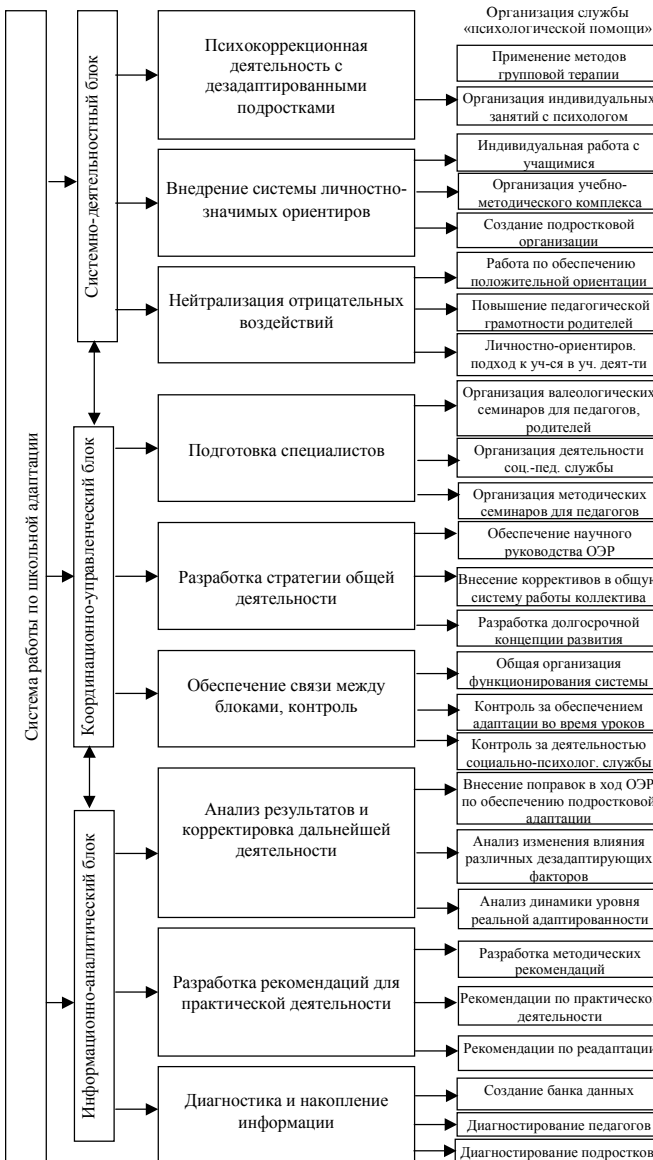 Система работы по школьной адаптации
Системно-деятельностный блок
Психокоррекционная
деятельность с
дезадаптированными
подростками
Организация службы
«психологической помощи»
Применение методов
групповой терапии
Организация индивидуальных
занятий с психологом
Внедрение системы личностно-
значимых ориентиров
Индивидуальная работа с
учащимися
Организация учебно-
методического комплекса
Создание подростковой
организации
Нейтрализация отрицательных
воздействий
Работа по обеспечению
положительной ориентации
Повышение педагогической
грамотности родителей
Личностно-ориентиров.
подход к уч-ся в уч. деят-ти
Координационно-управленческий блок
Подготовка специалистов
Организация валеологических
семинаров для педагогов,
родителей
Организация деятельности
соц.-пед. службы
Организация методических
семинаров для педагогов
Разработка стратегии общей
деятельности
Обеспечение научного
руководства ОЭР
Внесение коррективов в общую
систему работы коллектива
Разработка долгосрочной
концепции развития
Обеспечение связи между
блоками, контроль
Общая организация
функционирования системы
Контроль за обеспечением
адаптации во время уроков
Контроль за деятельностью
социально-психолог. службы
Информационно-аналитический блок
Анализ результатов и
корректировка дальнейшей
деятельности
Внесение поправок в ход ОЭР
по обеспечению подростковой
адаптации
Анализ изменения влияния
различных дезадаптирующих
факторов
Анализ динамики уровня
реальной адаптированности
Разработка рекомендаций для
практической деятельности
Разработка методических
рекомендаций
Рекомендации по практической
деятельности
Рекомендации по реадаптации
Диагностика и накопление
информации
Создание банка данных
Диагностирование педагогов
Диагностирование подростков